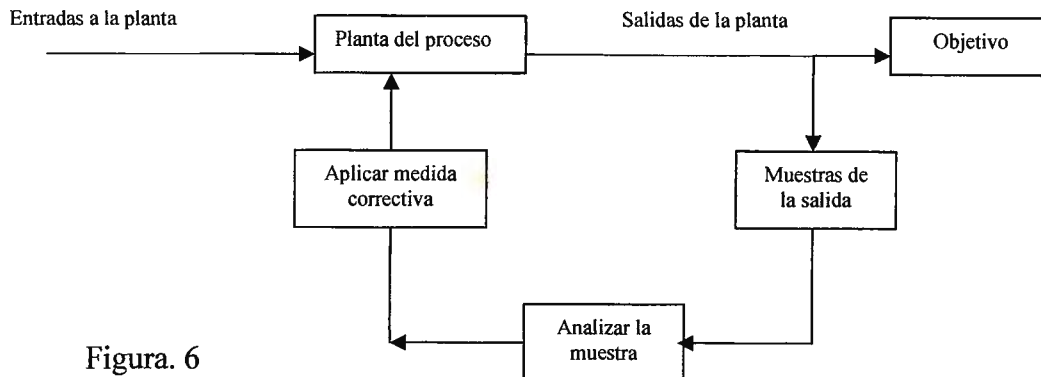 Entradas a la planta
Planta del proceso
Salidas de la planta
Objetivo
Aplicar medida
correctiva
Muestras de
la salida
Analizar la
muestra
Figura. 6